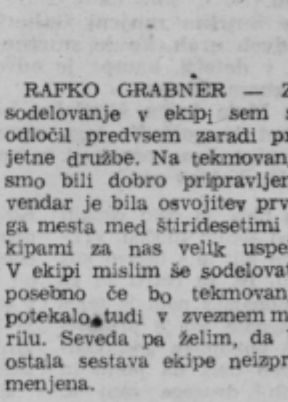 RAFKO GRABNER — Z
sodelovanje v ekipi sem s
odločil predvsem zaradi pr
jetne družbe. Na tekmovan
smo bili dobro pripravljen
vendar je bila osvojitev prv
ga mesta med štiridesetimi
kipami za nas velik uspe
V ekipi mislim še sodelovat
posebno če bo tekmovan
potekalo tudi v zveznem m
rilu. Seveda pa želim, da
ostala sestava ekipe neizpr
menjena.